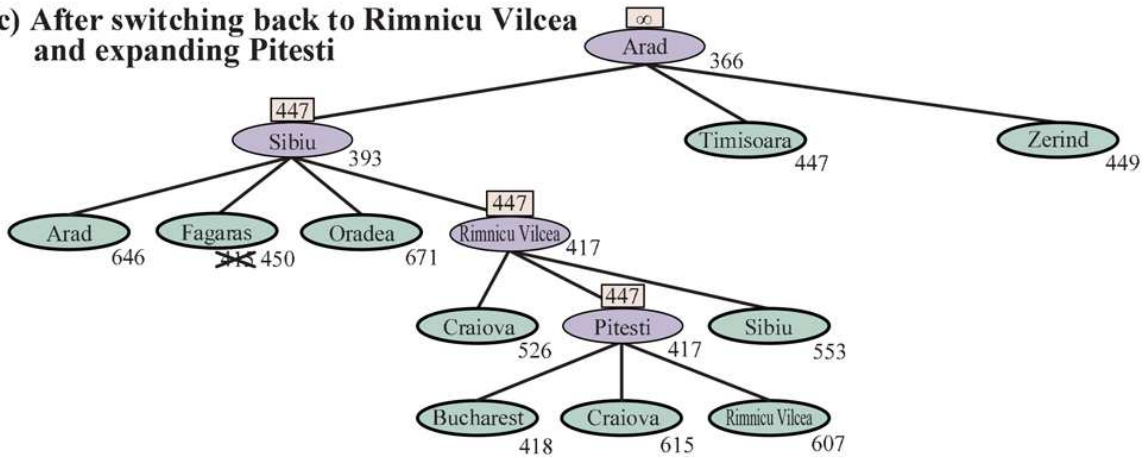 c) After switching back to Rimnicu Vilcea
and expanding Pitesti
∞
Arad
366
447
Sibiu
393
Timisoara
447
Zerind
449
Arad
646
Fagaras
415 450
Oradea
671
447
Rimnicu Vilcea
417
Craiova
526
447
Pitesti
417
Sibiu
553
Bucharest
418
Craiova
615
Rimnicu Vilcea
607